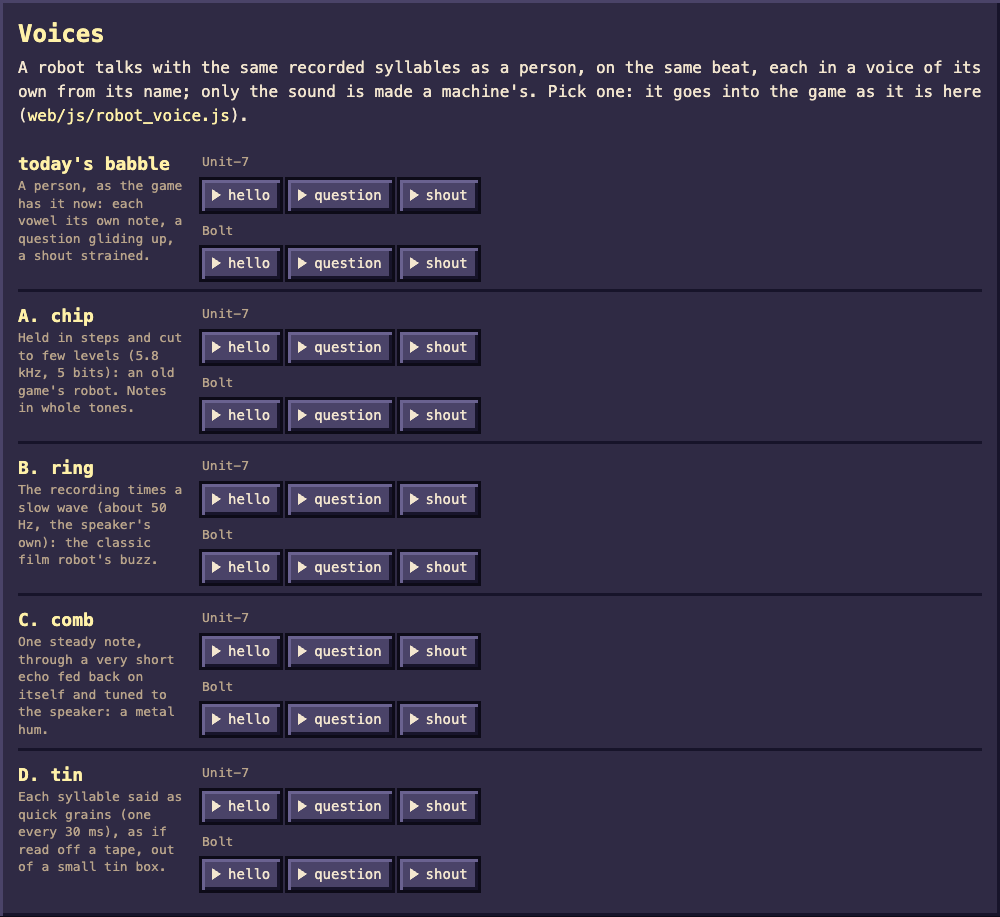 Voices
A robot talks with the same recorded syllables as a person, on the same beat, each in a voice of its
own from its name; only the sound is made a machine's. Pick one: it goes into the game as it is here
(web/js/robot_voice.js).
today's babble
A person, as the game
has it now: each
vowel its own note, a
question gliding up,
a shout strained.
Unit-7
hello question shout
Bolt
hello question shout
A. chip
Held in steps and cut
to few levels (5.8
kHz, 5 bits): an old
game's robot. Notes
in whole tones.
Unit-7
hello question shout
Bolt
hello question shout
B. ring
The recording times a
slow wave (about 50
Hz, the speaker's
own): the classic
film robot's buzz.
Unit-7
hello question shout
Bolt
hello question shout
C. comb
One steady note,
through a very short
echo fed back on
itself and tuned to
the speaker: a metal
hum.
Unit-7
hello question shout
Bolt
hello question shout
D. tin
Each syllable said as
quick grains (one
every 30 ms), as if
read off a tape, out
of a small tin box.
Unit-7
hello question shout
Bolt
hello question shout